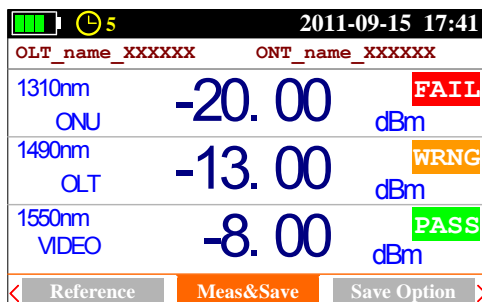 5 2011-09-15 17:41
OLT_name_XXXXXX ONT_name_XXXXXX
1310nm -20.00 FAIL
ONU dBm
1490nm -13.00 WRNG
OLT dBm
1550nm -8.00 PASS
VIDEO dBm
< Reference Meas&Save Save Option >